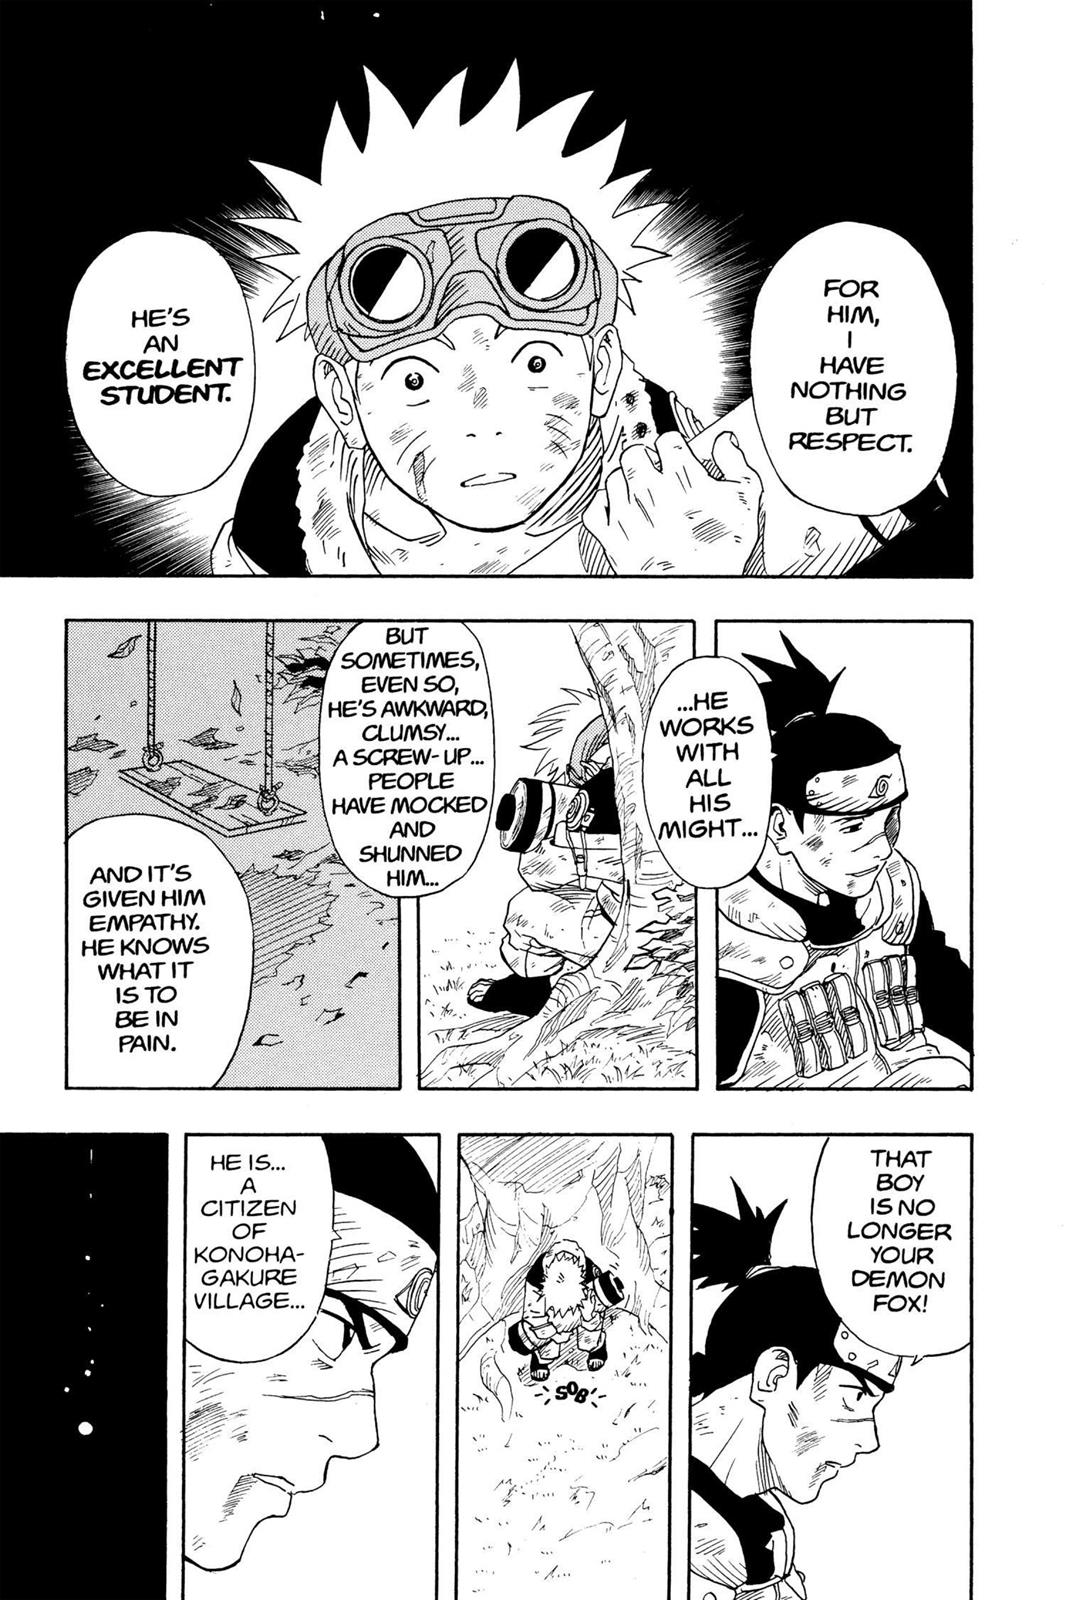 FOR
HIM,
I
HAVE
NOTHING
BUT
RESPECT.
HE'S
AN
EXCELLENT
STUDENT.
...HE
WORKS
WITH
ALL
HIS
MIGHT...
BUT
SOMETIMES,
EVEN SO,
HE'S AWKWARD,
CLUMSY...
A SCREW-UP...
PEOPLE
HAVE MOCKED
AND
SHUNNED
HIM...
AND IT'S
GIVEN HIM
EMPATHY.
HE KNOWS
WHAT IT
IS TO
BE IN
PAIN.
THAT
BOY
IS NO
LONGER
YOUR
DEMON
FOX!
SOB
HE IS...
A
CITIZEN
OF
KONOHA-
GAKURE
VILLAGE...